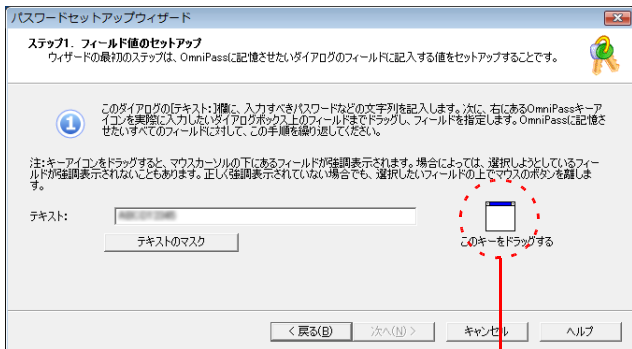 パスワードセットアップウィザード
ステップ1．フィールド値のセットアップ
ウィザードの最初のステップは、OmniPassに記憶させたいダイアログのフィールドに記入する値をセットアップすることです。
このダイアログの[テキスト:]欄に、入力すべきパスワードなどの文字列を記入します。次に、右にあるOmniPassキーア
イコンを実際に入力したいダイアログボックス上のフィールドまでドラッグし、フィールドを指定します。OmniPassに記憶さ
せたいすべてのフィールドに対して、この手順を繰り返してください。
注:キーアイコンをドラッグすると、マウスカーソルの下にあるフィールドが強調表示されます。場合によっては、選択しようとしているフィー
ルドが強調表示されないこともあります。正しく強調表示されていない場合でも、選択したいフィールドの上でマウスのボタンを離しま
す。
テキスト:
テキストのマスク
このキーをドラッグする
< 戻る(B)
次へ(N) >
キャンセル
ヘルプ